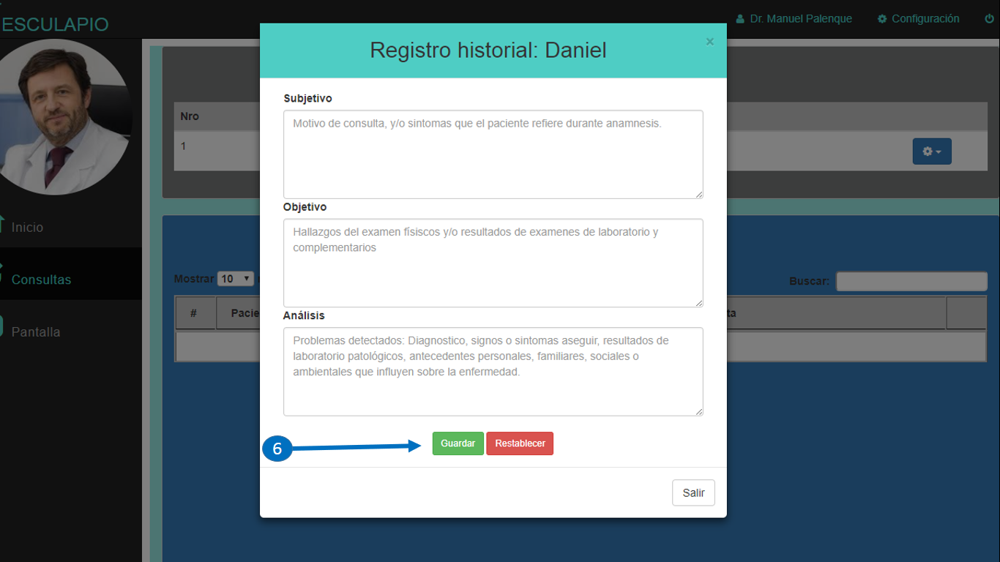 ESCULAPIO
Dr. Manuel Palenque
Configuración
Inicio
Consultas
Pantalla
Nro
1
Mostrar 10
Buscar:
#
Registro historial: Daniel
×
Subjetivo
Motivo de consulta, y/o sintomas que el paciente refiere durante anamnesis.
Objetivo
Hallazgos del examen físiscos y/o resultados de examenes de laboratorio y
complementarios
Análisis
Problemas detectados: Diagnostico, signos o sintomas aseguir, resultados de
laboratorio patológicos, antecedentes personales, familiares, sociales o
ambientales que influyen sobre la enfermedad.
6
Guardar Restablecer
Salir